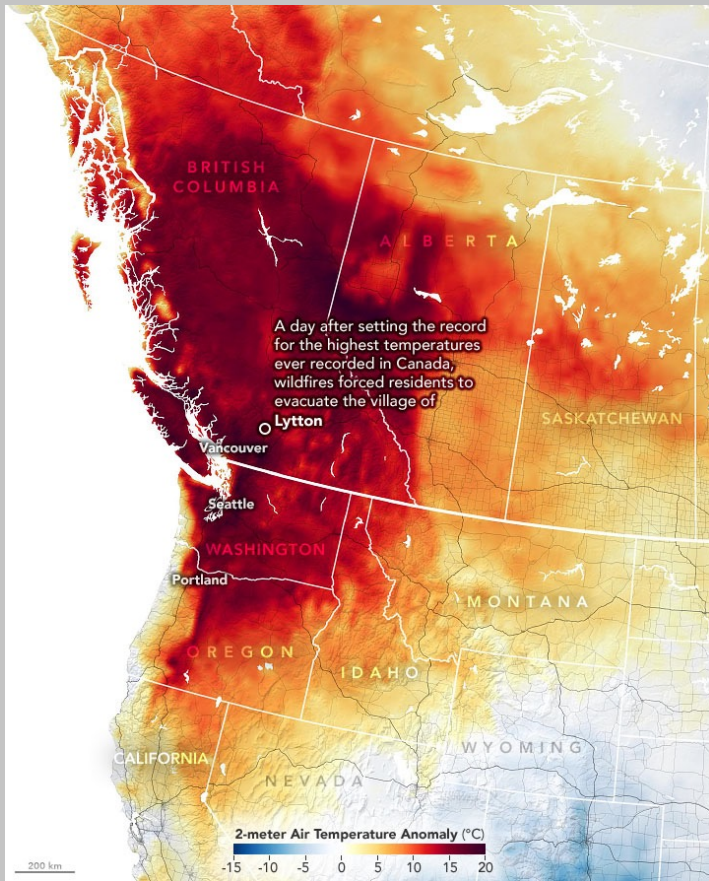 BRITISH
COLUMBIA
ALBERTA
A day after setting the record
for the highest temperatures
ever recorded in Canada,
wildfires forced residents to
evacuate the village of
Lytton
SASKATCHEWAN
Vancouver
Seattle
WASHINGTON
Portland
MONTANA
OREGON
IDAHO
WYOMING
CALIFORNIA
NEVADA
2-meter Air Temperature Anomaly (°C)
-15 -10 -5 0 5 10 15 20
200 km